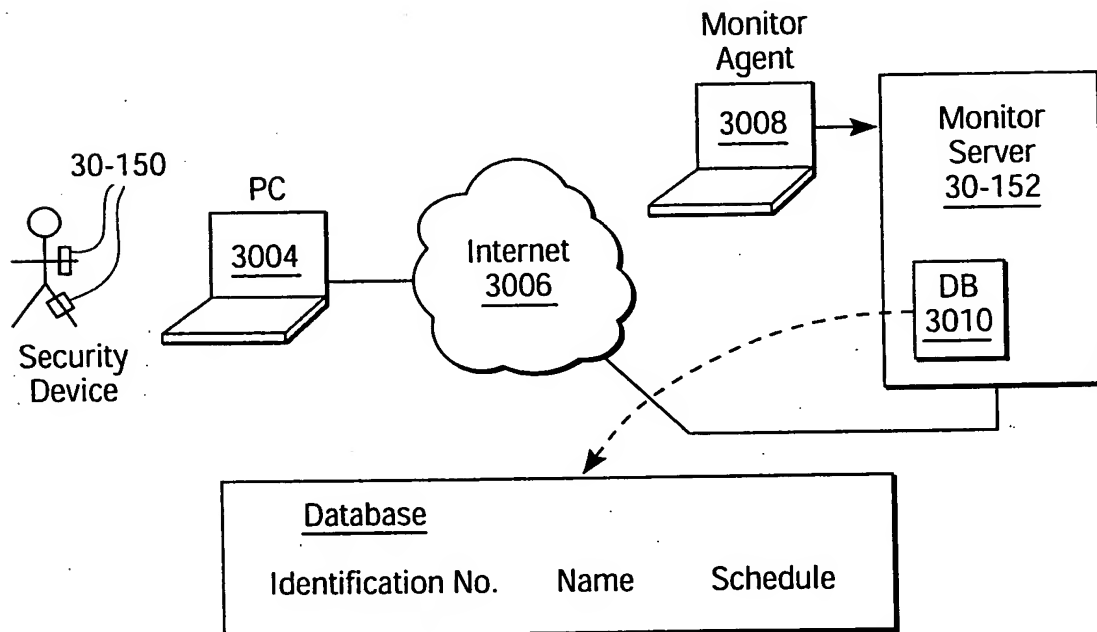 Monitor
Agent
3008
Monitor
Server
30-152
30-150
PC
3004
Internet
3006
DB
3010
Security
Device
Database
Identification No. Name Schedule